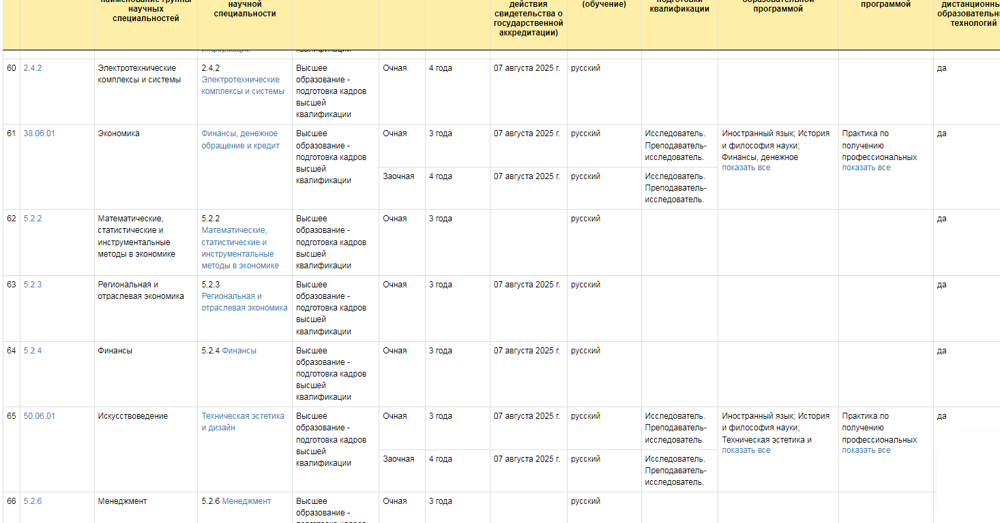 наименование группы
научных
специальностей
научной
специальности
действия
свидетельства о
государственной
аккредитации)
(обучение)
подготовки
квалификации
образовательной
программой
программой
дистанционных
образовательн
технологий
информации
квалификации
60
2.4.2
Электротехнические
комплексы и системы
2.4.2
Электротехнические
комплексы и системы
Высшее
образование -
подготовка кадров
высшей
квалификации
Очная
4 года
07 августа 2025 г.
русский
да
61
38.06.01
Экономика
Финансы, денежное
обращение и кредит
Высшее
образование -
подготовка кадров
высшей
квалификации
Очная
3 года
07 августа 2025 г.
русский
Исследователь.
Преподаватель-
исследователь.
Иностранный язык; История
и философия науки;
Финансы, денежное
показать все
Практика по
получению
профессиональных
показать все
да
Заочная
4 года
07 августа 2025 г.
русский
Исследователь.
Преподаватель-
исследователь.
62
5.2.2
Математические,
статистические и
инструментальные
методы в экономике
5.2.2
Математические,
статистические и
инструментальные
методы в экономике
Высшее
образование -
подготовка кадров
высшей
квалификации
Очная
3 года
русский
да
63
5.2.3
Региональная и
отраслевая экономика
5.2.3
Региональная и
отраслевая экономика
Высшее
образование -
подготовка кадров
высшей
квалификации
Очная
3 года
07 августа 2025 г.
русский
да
64
5.2.4
Финансы
5.2.4 Финансы
Высшее
образование -
подготовка кадров
высшей
квалификации
Очная
3 года
07 августа 2025 г.
русский
да
65
50.06.01
Искусствоведение
Техническая эстетика
и дизайн
Высшее
образование -
подготовка кадров
высшей
квалификации
Очная
3 года
07 августа 2025 г.
русский
Исследователь.
Преподаватель-
исследователь.
Иностранный язык; История
и философия науки;
Техническая эстетика и
показать все
Практика по
получению
профессиональных
показать все
да
Заочная
4 года
07 августа 2025 г.
русский
Исследователь.
Преподаватель-
исследователь.
66
5.2.6
Менеджмент
5.2.6 Менеджмент
Высшее
образование -
подготовка кадров
Очная
3 года
русский